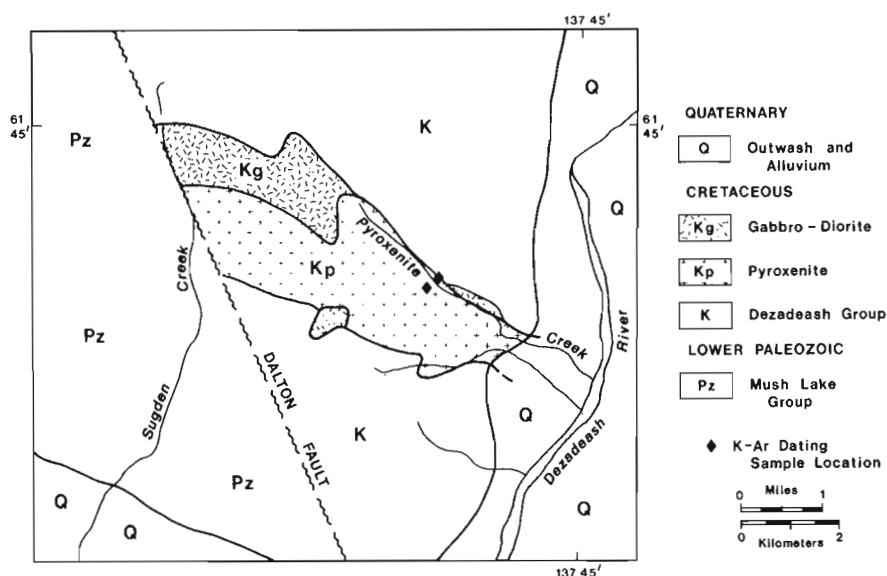 137 45'
61
45'
Pz
K
Q
61
45'
Kg
Q
Pyroxenite
Creek
Kp
Pz
Creek
River
Sugden
DALTON
FAULT
K
Q
Dezadeash
Pz
Q
Q
Q
137 45'
QUATERNARY
Q Outwash and
Alluvium
CRETACEOUS
Kg Gabbro-Diorite
Kp Pyroxenite
K Dezadeash Group
LOWER PALEOZOIC
Pz Mush Lake
Group
K-Ar Dating
Sample Location
0 Miles 1
0 Kilometers 2